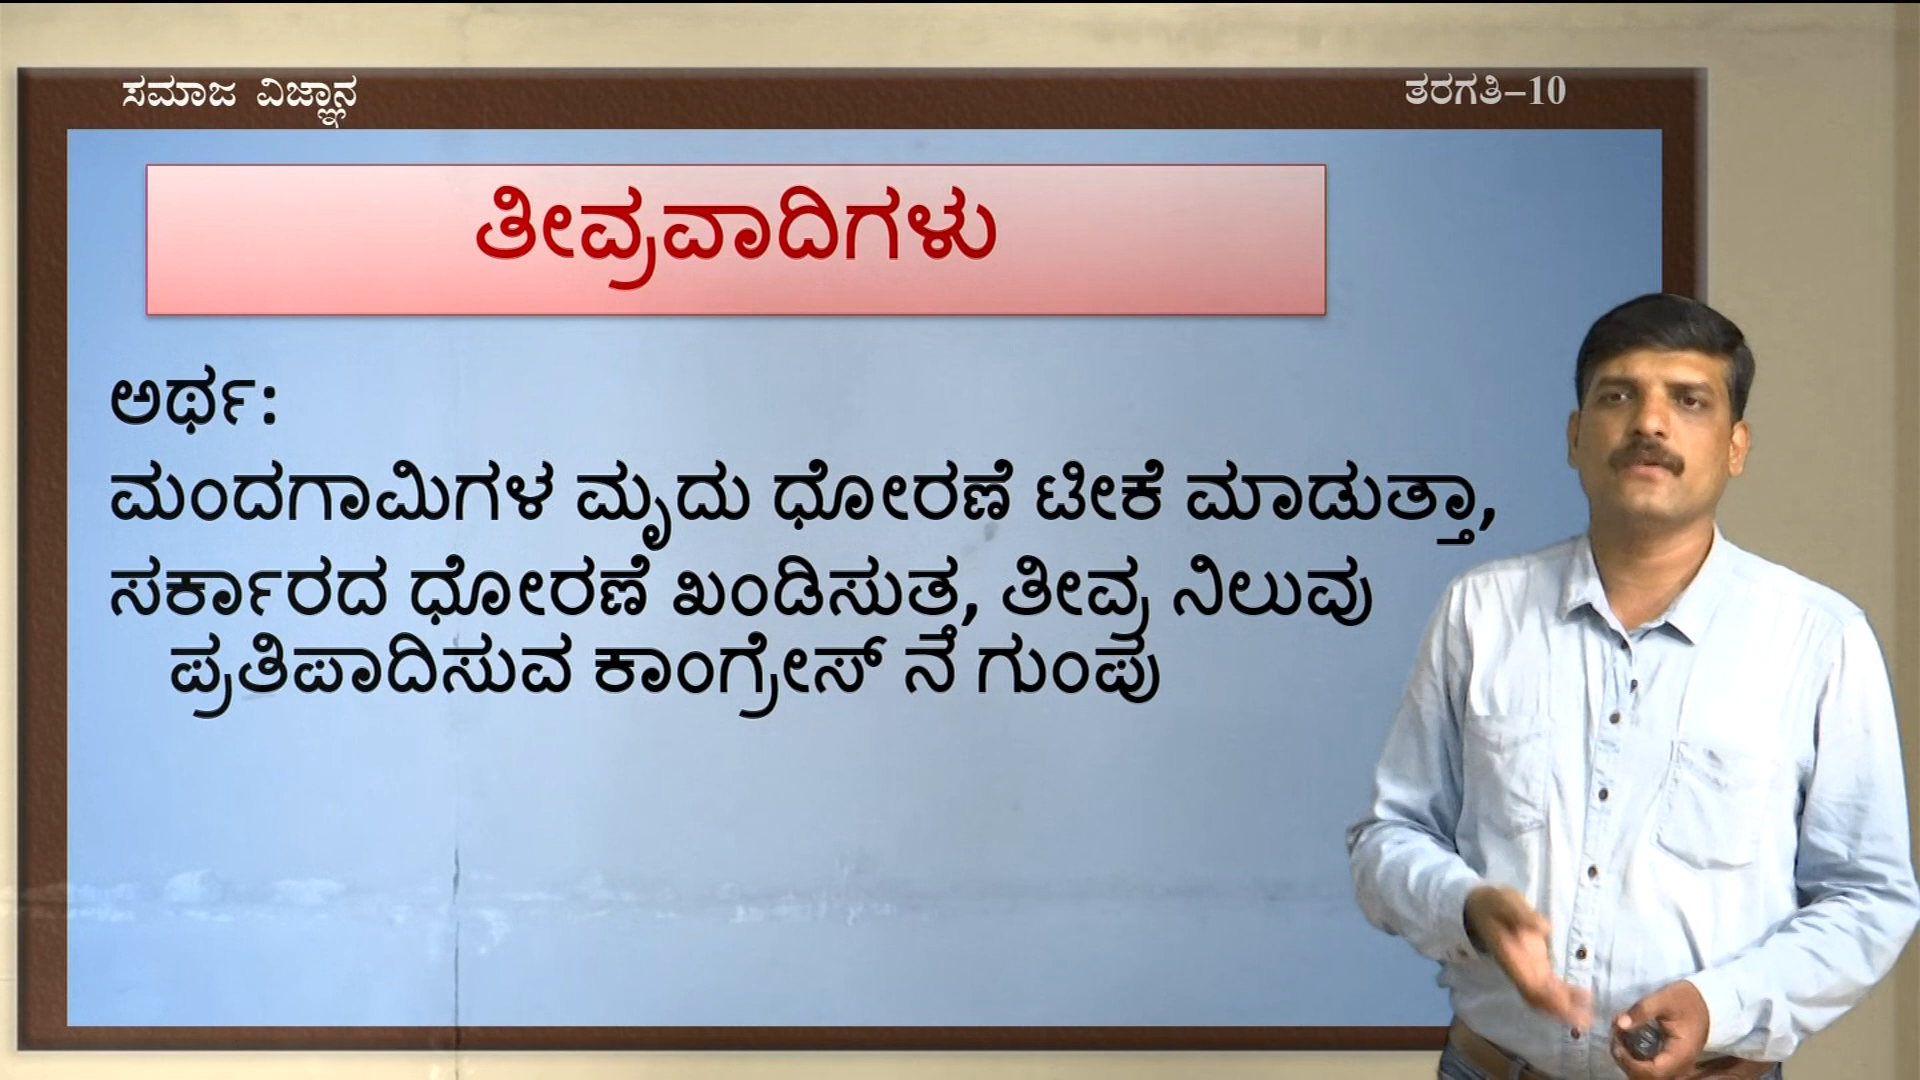 ಸಮಾಜ ವಿಜ್ಞಾನ
ತರಗತಿ–10
ತೀವ್ರವಾದಿಗಳು
ಅರ್ಥ:
ಮಂದಗಾಮಿಗಳ ಮೃದು ಧೋರಣೆ ಟೀಕೆ ಮಾಡುತ್ತಾ,
ಸರ್ಕಾರದ ಧೋರಣೆ ಖಂಡಿಸುತ್ತ, ತೀವ್ರ ನಿಲುವು
ಪ್ರತಿಪಾದಿಸುವ ಕಾಂಗ್ರೇಸ್ ನ ಗುಂಪು